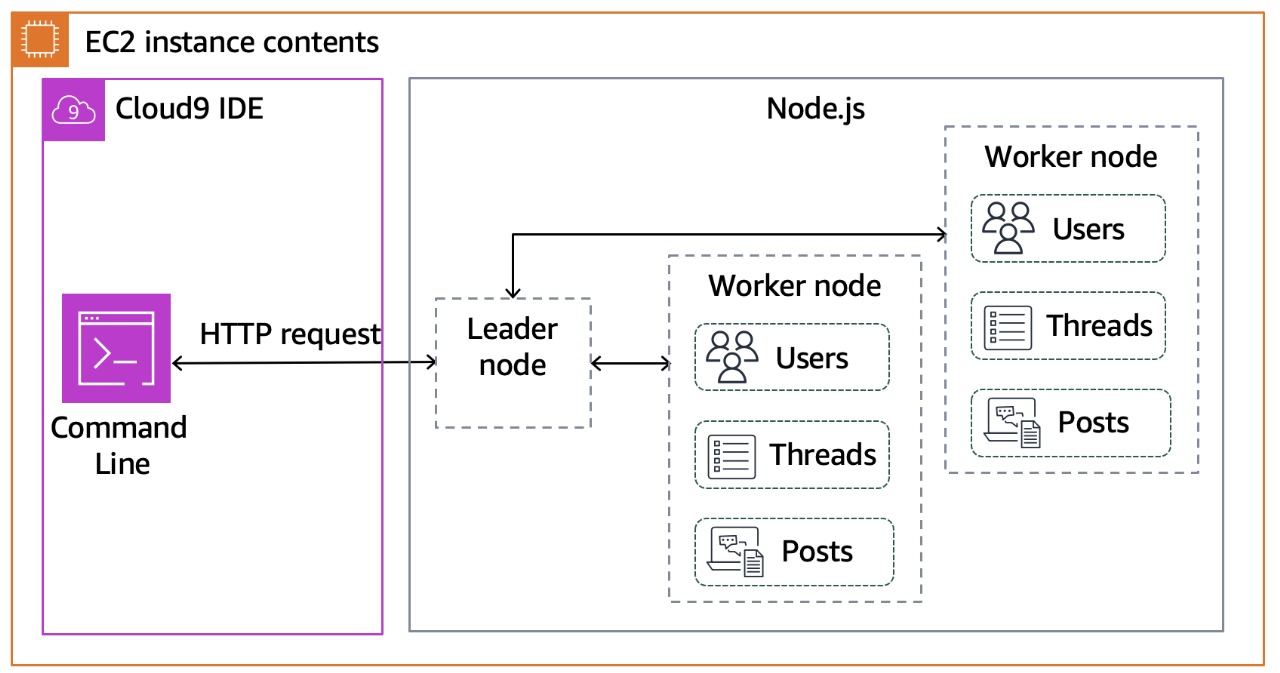 EC2 instance contents
9
Cloud9 IDE
Command
Line
HTTP request
Node.js
Leader
node
Worker node
Users
Threads
Posts
Worker node
Users
Threads
Posts